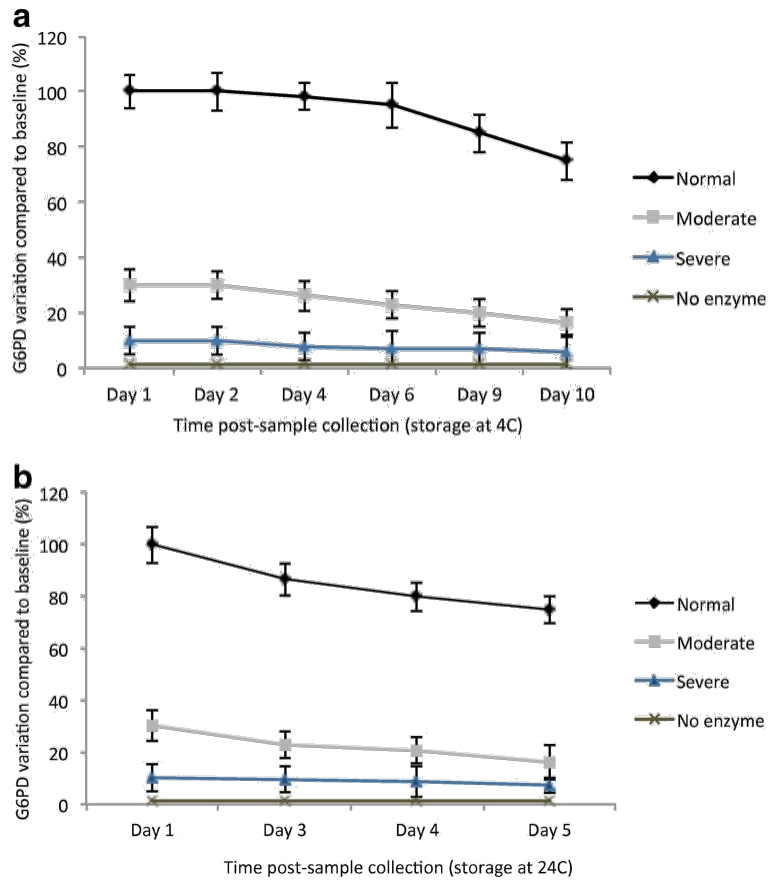 a
G6PD variation compared to baseline (%)
120
100
80
60
40
20
0
Day 1 Day 2 Day 4 Day 6 Day 9 Day 10
Time post-sample collection (storage at 4C)
Normal
Moderate
Severe
No enzyme
b
G6PD variation compared to baseline (%)
120
100
80
60
40
20
0
Day 1 Day 3 Day 4 Day 5
Time post-sample collection (storage at 24C)
Normal
Moderate
Severe
No enzyme